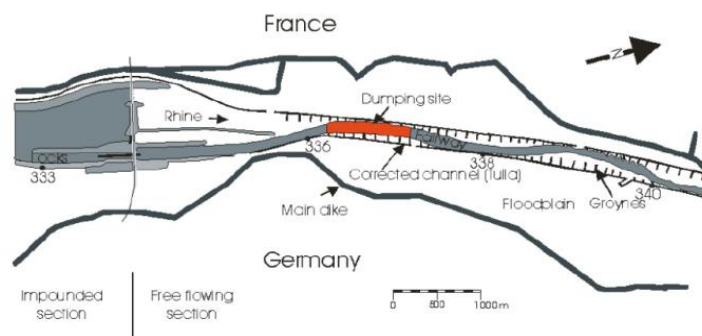 France
N
Dumping site
Rhine
Fairway
Locks
336
338
333
Corrected channel (Tulla)
340
Main dike
Floodplain
Groynes
Germany
Impounded
section
Free flowing
section
0 500 1000m